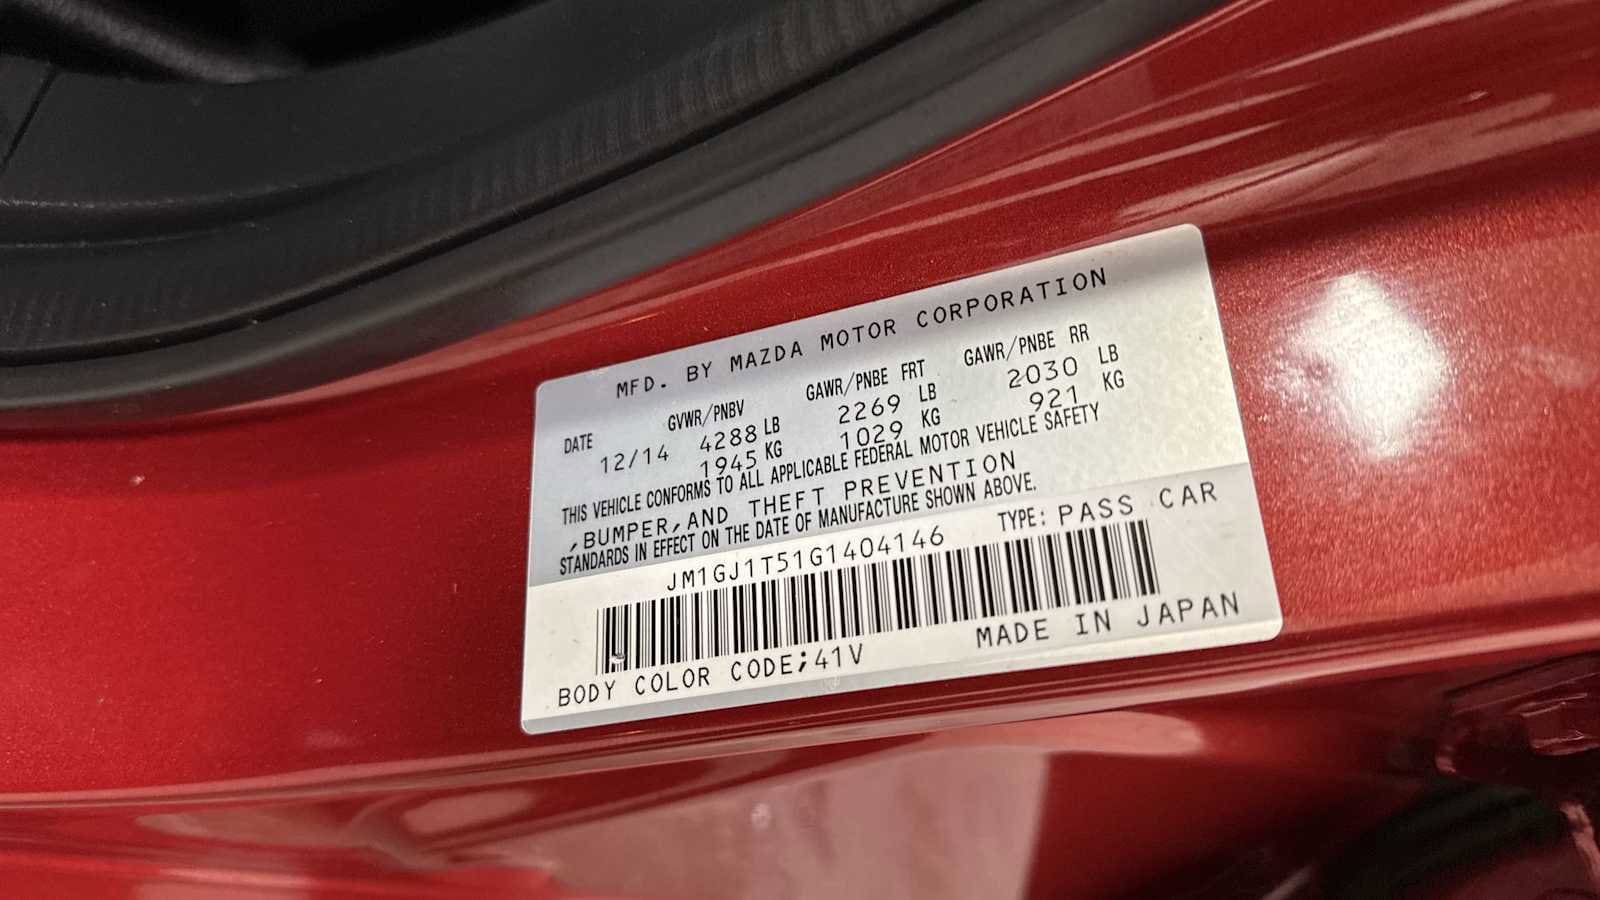 MFD. BY MAZDA MOTOR CORPORATION
DATE GVWR/PNBV GAWR/PNBE FRT GAWR/PNBE RR
12/14 4288 LB 2269 LB 2030 LB
1945 KG 1029 KG 921 KG
THIS VEHICLE CONFORMS TO ALL APPLICABLE FEDERAL MOTOR VEHICLE SAFETY
,BUMPER,AND THEFT PREVENTION
STANDARDS IN EFFECT ON THE DATE OF MANUFACTURE SHOWN ABOVE.
JM1GJ1T51G1404146 TYPE: PASS CAR
BODY COLOR CODE;41V MADE IN JAPAN